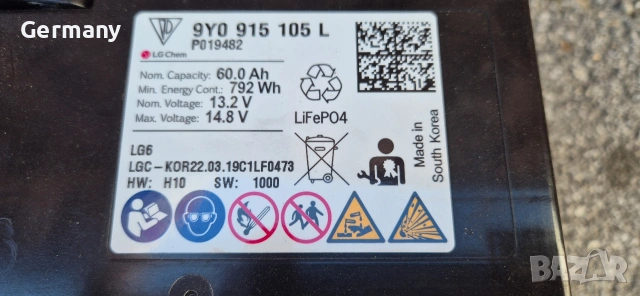 Germany
9Y0 915 105 L
P019482
LG Chem
Nom. Capacity: 60.0 Ah
Min. Energy Cont.: 792 Wh
Nom. Voltage: 13.2 V
Max. Voltage: 14.8 V
LiFePO4
Made in
South Korea
LG6
LGC-KOR22.03.19C1LF0473
HW: H10 SW: 1000
BAZAR